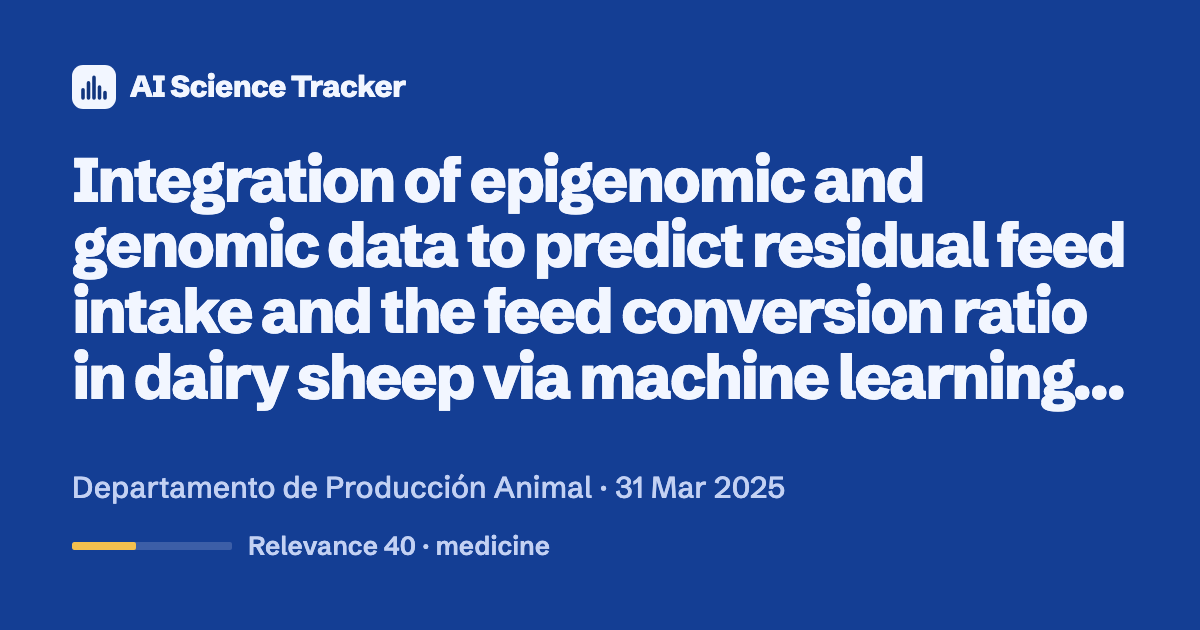 AI Science Tracker
Integration of epigenomic and
genomic data to predict residual feed
intake and the feed conversion ratio
in dairy sheep via machine learning...
Departamento de Producción Animal · 31 Mar 2025
Relevance 40 · medicine